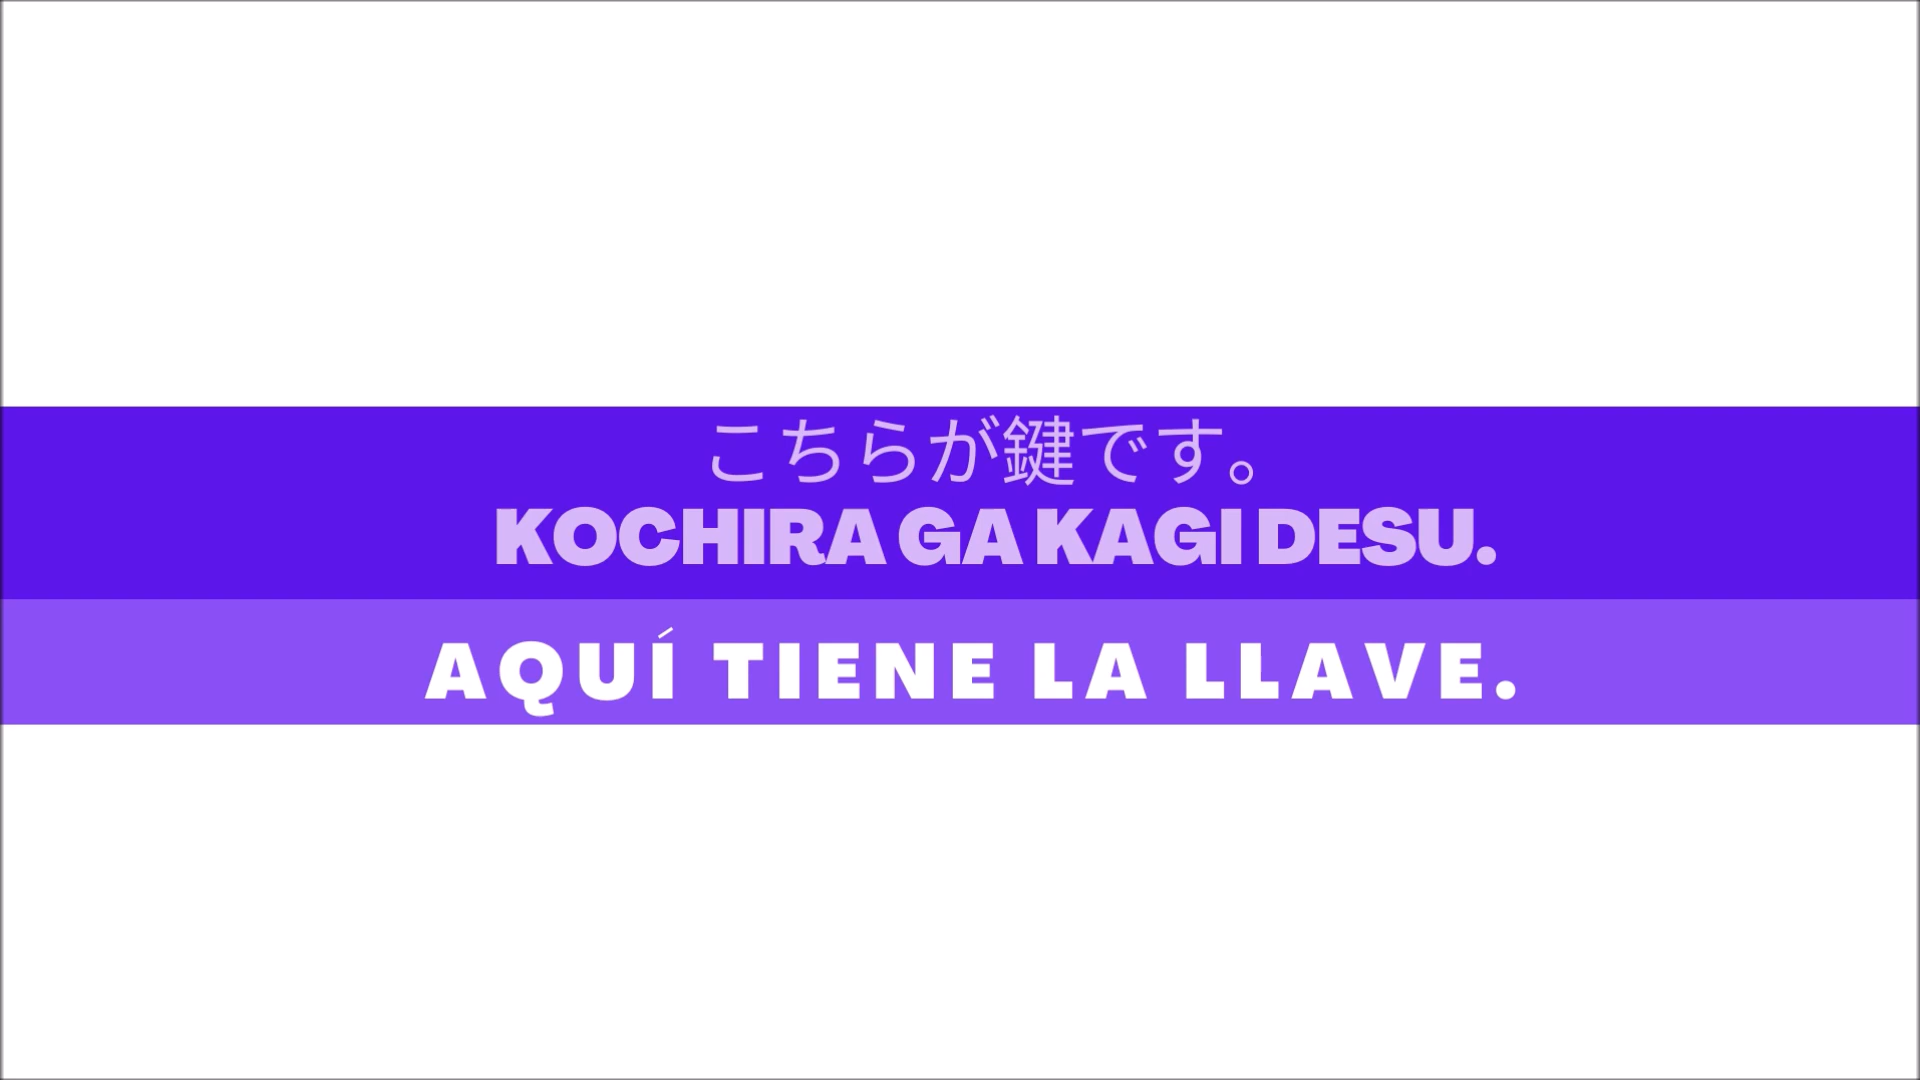 こちらが鍵です。
KOCHIRA GA KAGI DESU.
AQUÍ TIENE LA LLAVE.